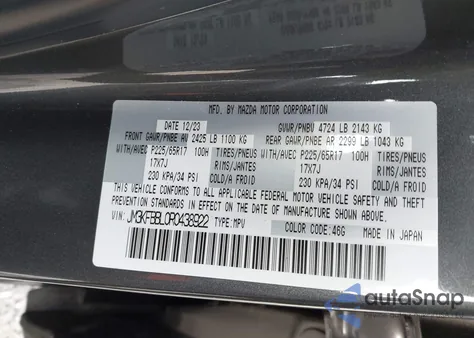 MFD. BY MAZDA MOTOR CORPORATION
DATE 12/23 GVWR/PNBV 4724 LB 2143 KG
FRONT GAWR/PNBE AV 2425 LB 1100 KG REAR GAWR/PNBE AR 2299 LB 1043 KG
WITH/AVEC P225/65R17 100H TIRES/PNEUS WITH/AVEC P225/65R17 100H TIRES/PNEUS
17X7J RIMS/JANTES 17X7J RIMS/JANTES
230 KPA/34 PSI COLD/A FROID 230 KPA/34 PSI COLD/A FROID
THIS VEHICLE CONFORMS TO ALL APPLICABLE FEDERAL MOTOR VEHICLE SAFETY AND THEFT
PREVENTION STANDARDS IN EFFECT ON THE DATE OF MANUFACTURE SHOWN ABOVE.
VIN: JM3KFBBL0R0438922 TYPE:MPV
COLOR CODE:46G MADE IN JAPAN
autoSnap